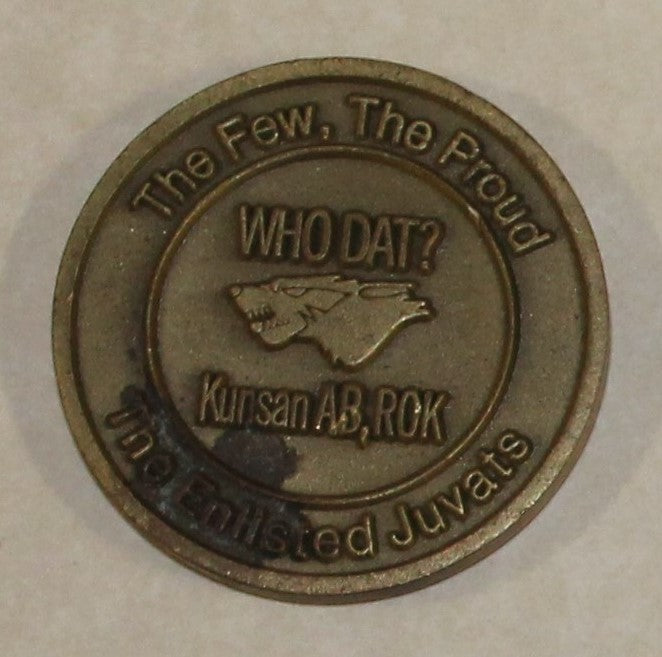 The Few, The Proud
WHO DAT?
Kunsan AB, ROK
The Enlisted Juvats